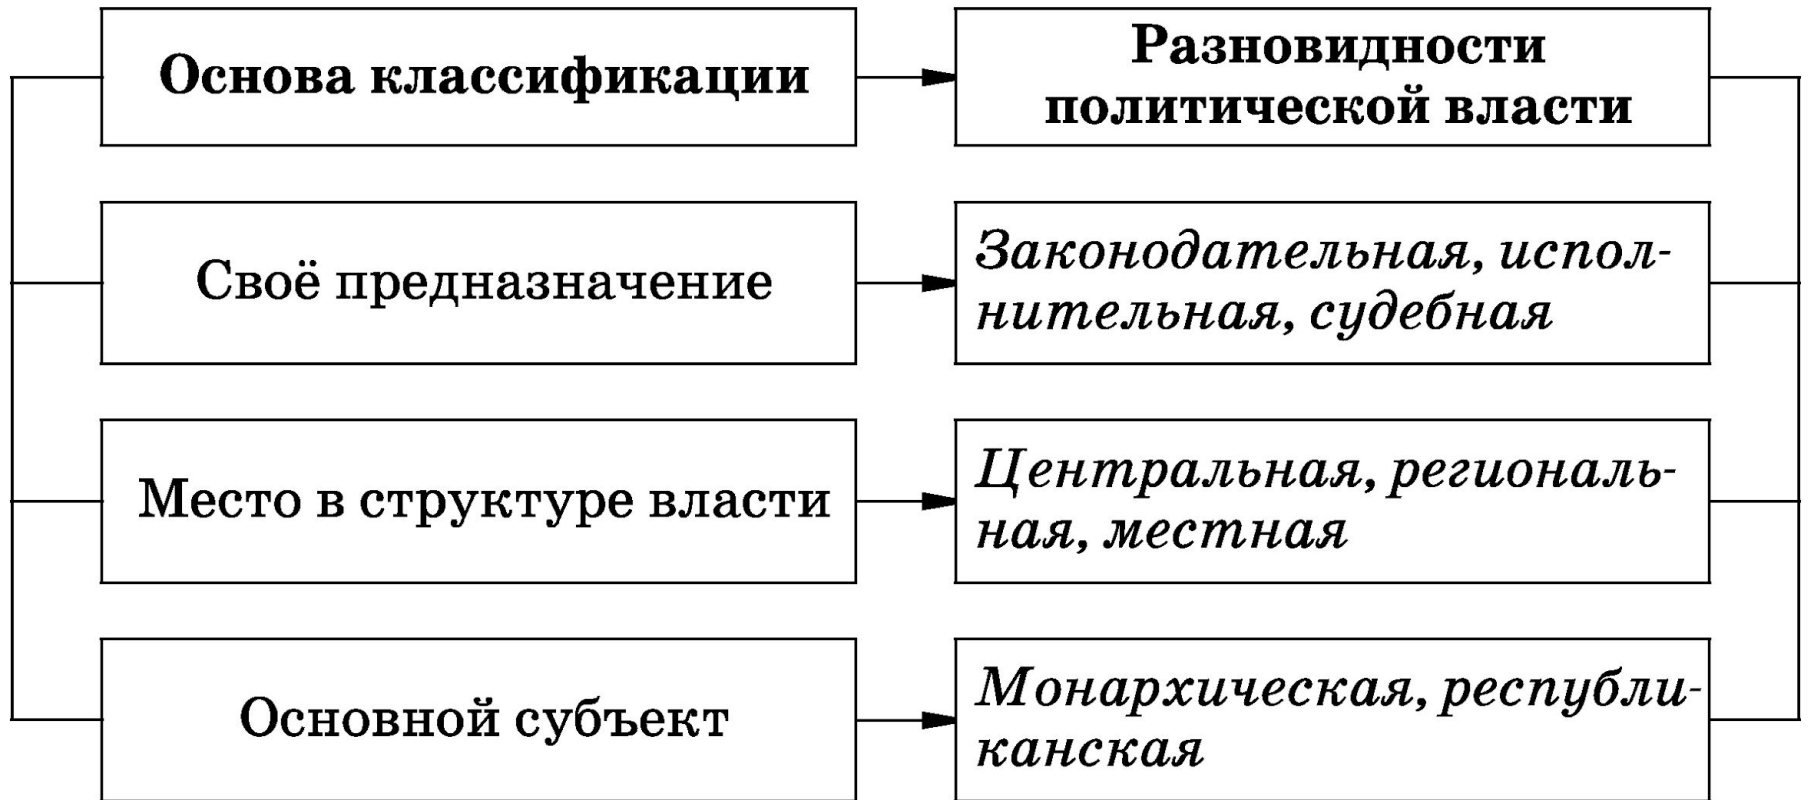 Основа классификации
Разновидности
политической власти
Своё предназначение
Законодательная, испол-
нительная, судебная
Место в структуре власти
Центральная, региональ-
ная, местная
Основной субъект
Монархическая, республи-
канская